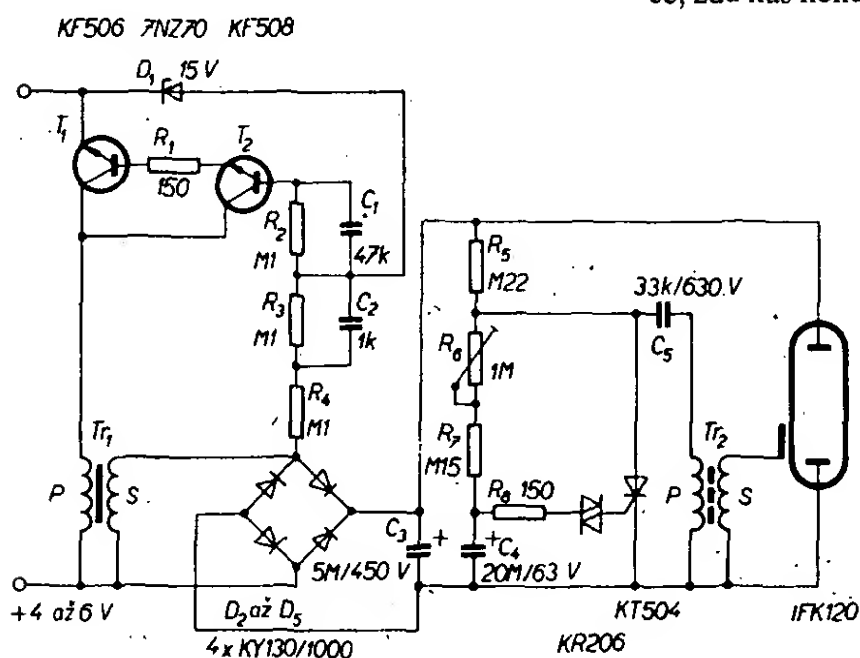 KF506 7NZ70 KF508
D₁
15 V
T₁
R₁
150
T₂
R₂
M1
C₁
47k
R₃
M1
C₂
1k
R₄
M1
R₅
M22
33k/630 V
C₅
R₆
1M
R₇
M15
Tr₁
P
S
Tr₂
P
S
R₈ 150
C₃
+
5M/450 V
+
C₄
20M/63 V
+4 až 6 V
D₂ až D₅
4x KY130/1000
KT504
KR206
IFK120